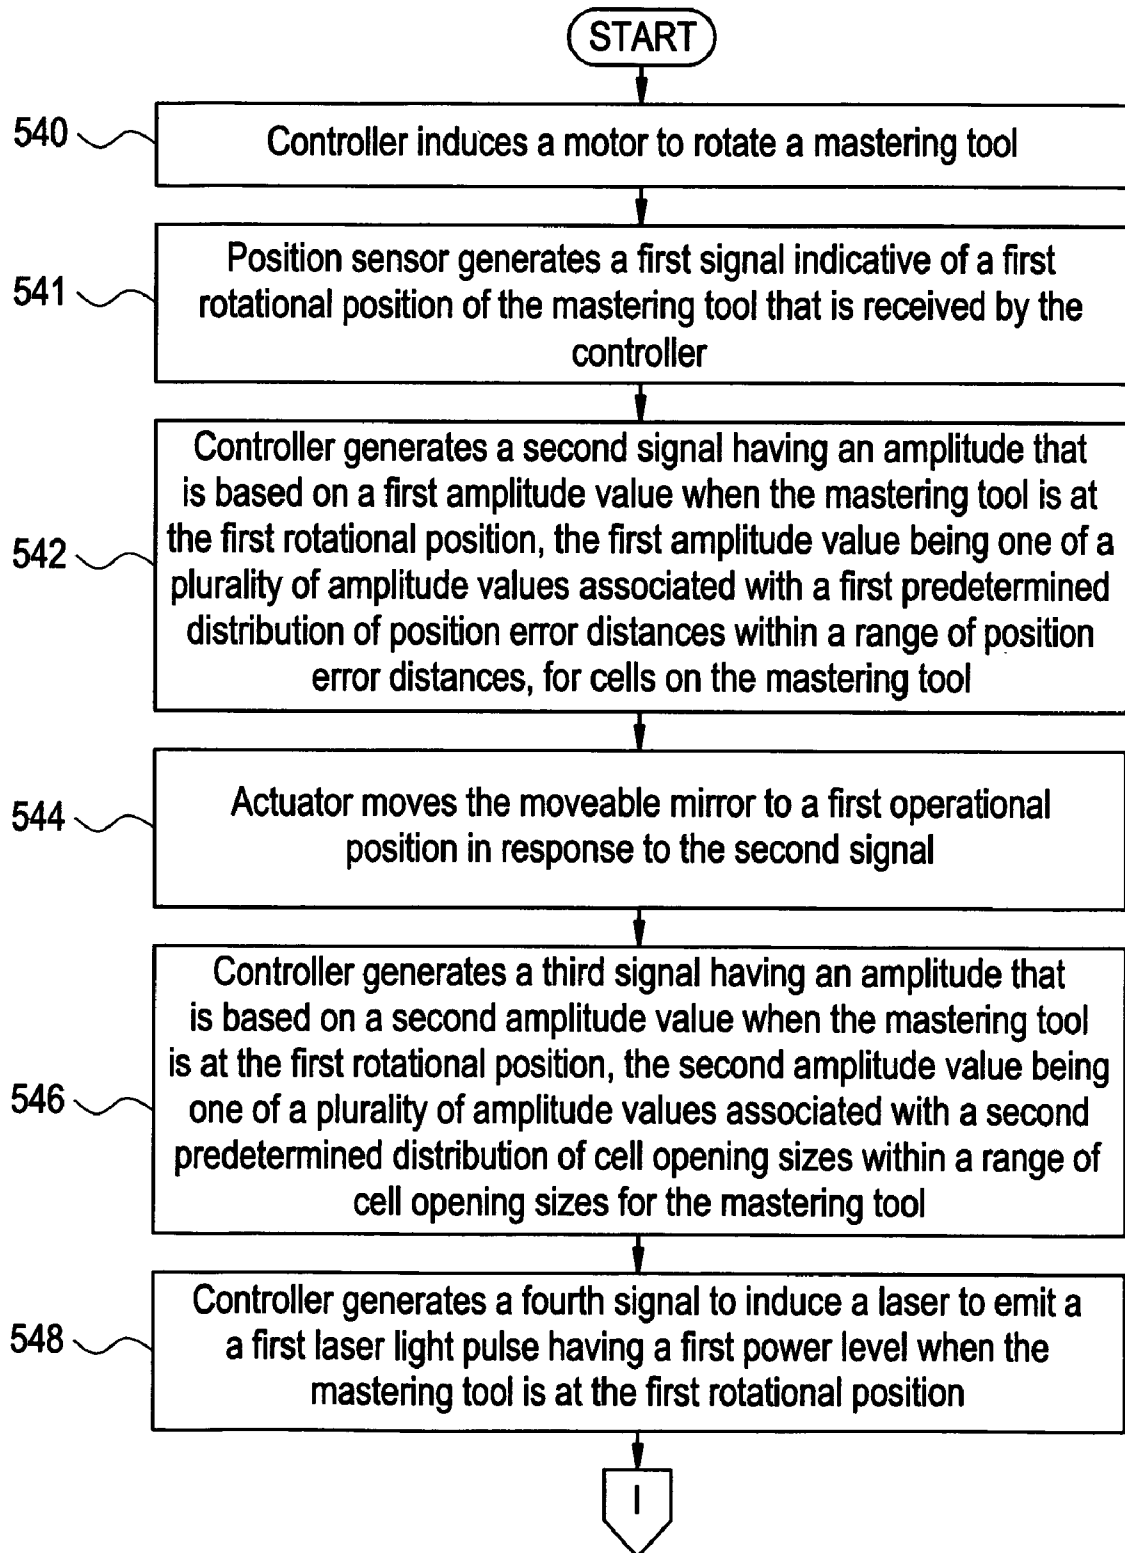 START
540
Controller induces a motor to rotate a mastering tool
541
Position sensor generates a first signal indicative of a first
rotational position of the mastering tool that is received by the
controller
542
Controller generates a second signal having an amplitude that
is based on a first amplitude value when the mastering tool is at
the first rotational position, the first amplitude value being one of a
plurality of amplitude values associated with a first predetermined
distribution of position error distances within a range of position
error distances, for cells on the mastering tool
544
Actuator moves the moveable mirror to a first operational
position in response to the second signal
546
Controller generates a third signal having an amplitude that
is based on a second amplitude value when the mastering tool
is at the first rotational position, the second amplitude value being
one of a plurality of amplitude values associated with a second
predetermined distribution of cell opening sizes within a range of
cell opening sizes for the mastering tool
548
Controller generates a fourth signal to induce a laser to emit a
a first laser light pulse having a first power level when the
mastering tool is at the first rotational position
I